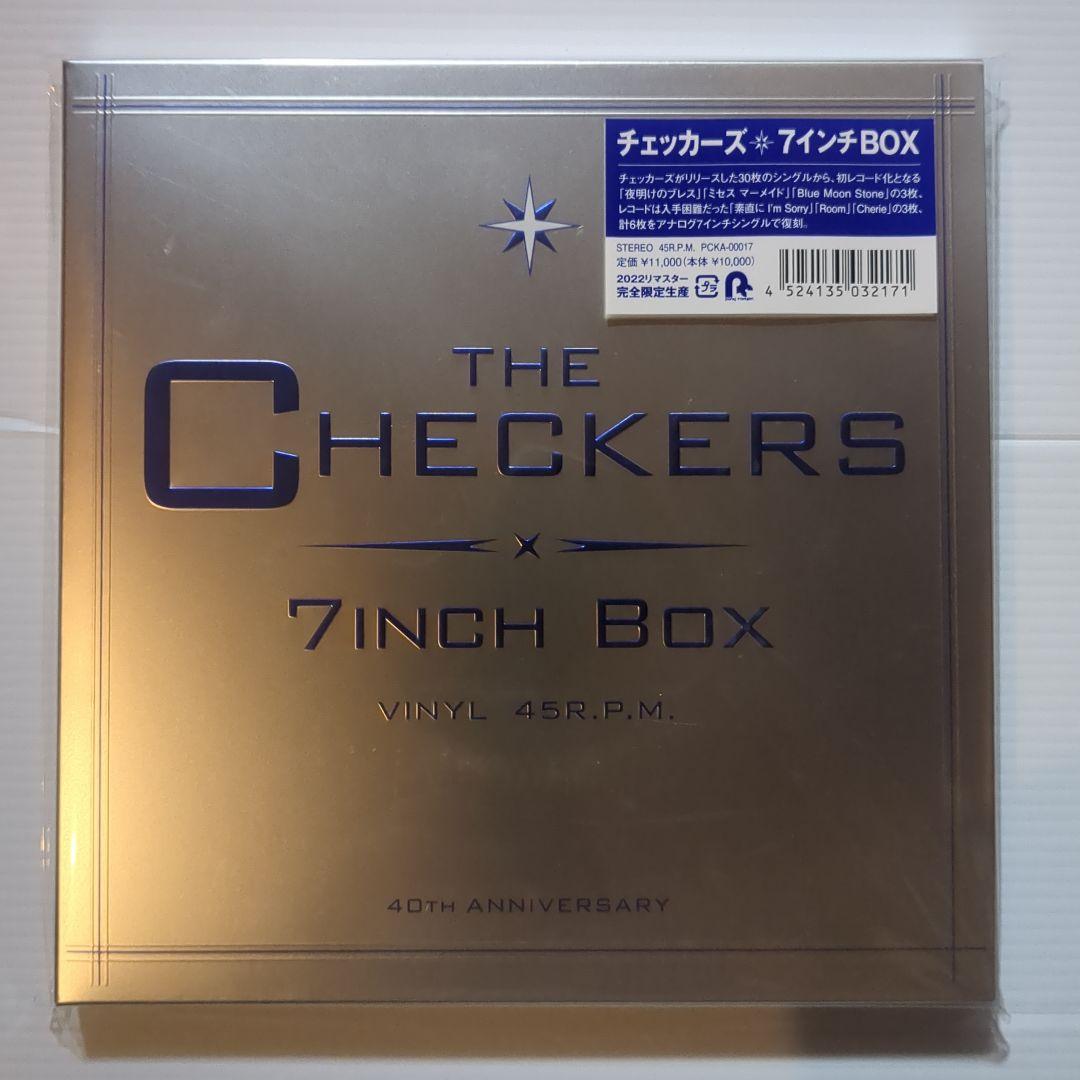 チェッカーズ 7インチBOX
チェッカーズがリリースした30枚のシングルから、初レコード化となる
「夜明けのブレス」「ミセス マーメイド」「Blue Moon Stone」の3枚、
レコードは入手困難だった「素直に I'm Sorry」「Room」「Cherie」の3枚、
計6枚をアナログ7インチシングルで復刻。
STEREO 45R.P.M. PCKA-00017
定価 ¥11,000(本体 ¥10,000)
2022リマスター
完全限定生産 プラ
4 524135 032171
THE
CHECKERS
7INCH BOX
VINYL 45R.P.M.
40TH ANNIVERSARY